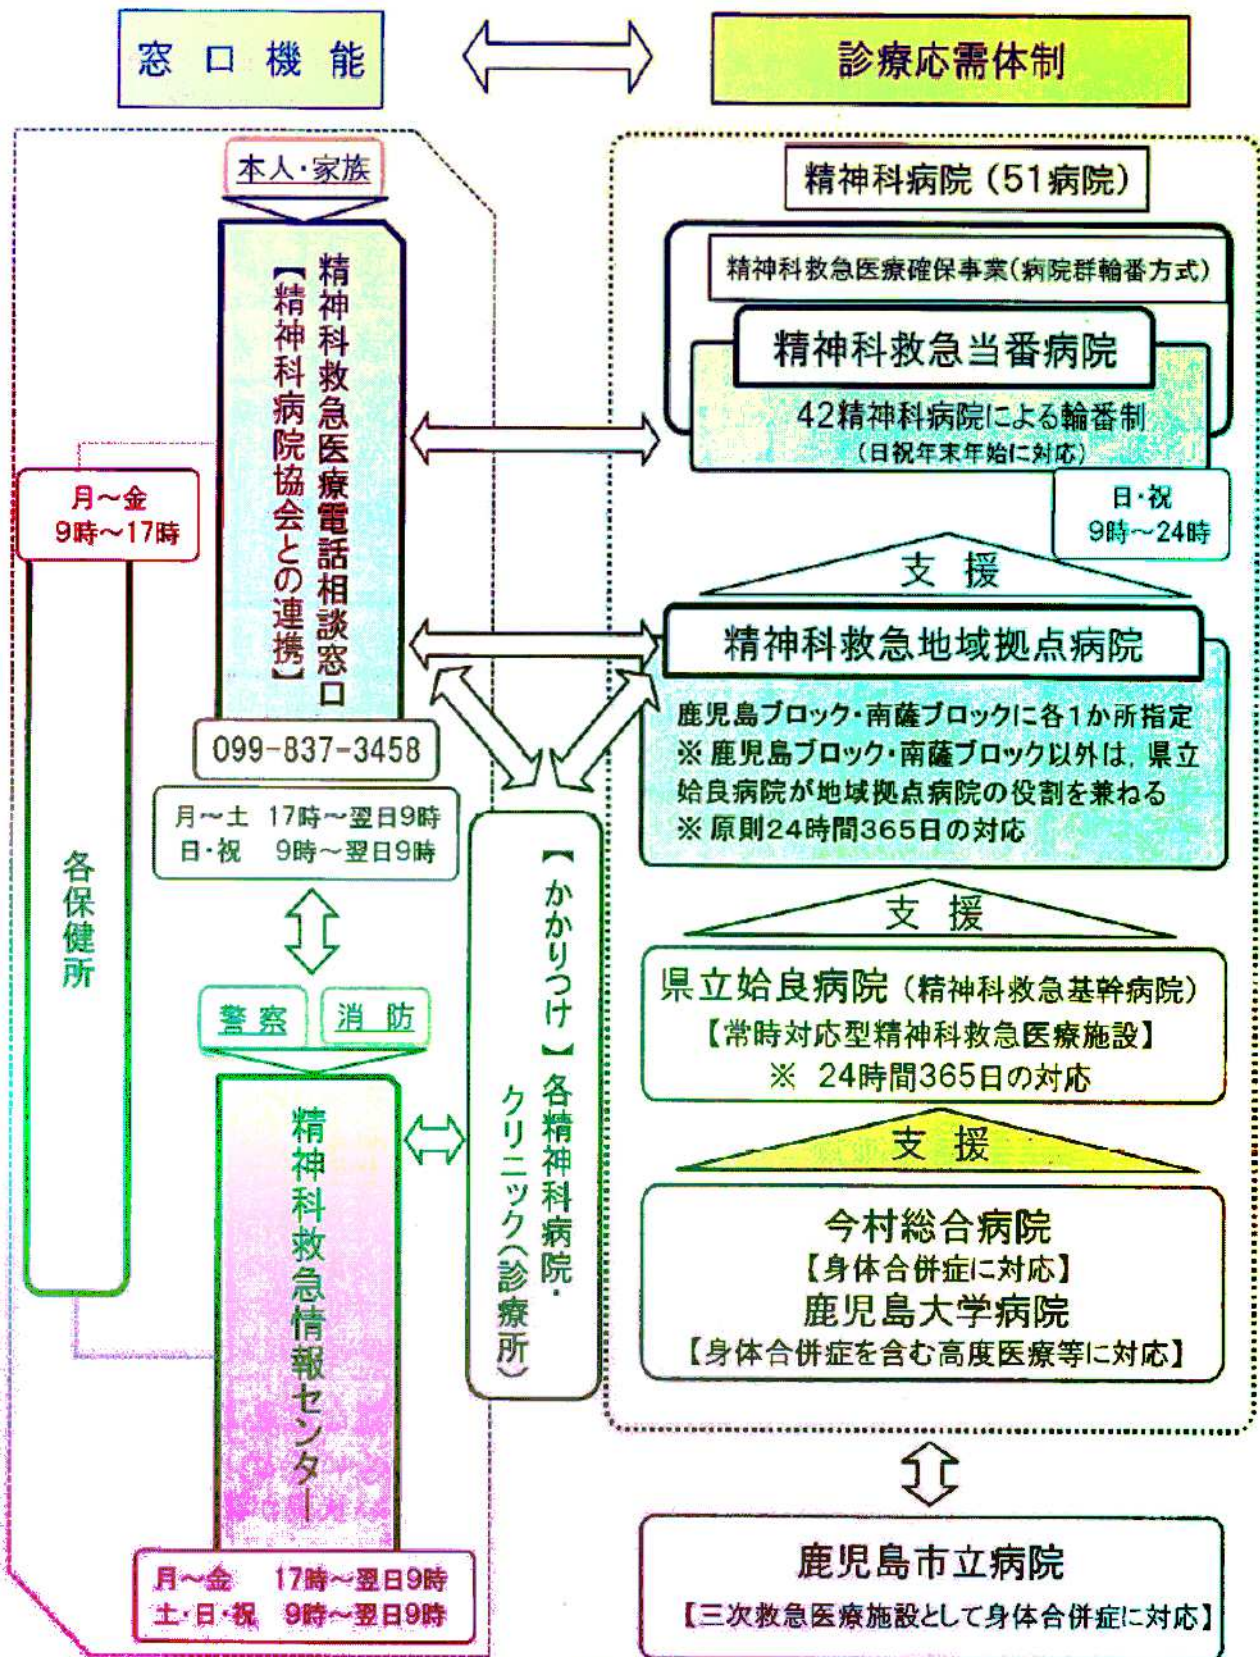 窓口機能
診療応需体制
本人・家族
精神科救急医療電話相談窓口
【精神科病院協会との連携】
月～金
9時～17時
各保健所
099-837-3458
月～土 17時～翌日9時
日・祝 9時～翌日9時
警察
消防
精神科救急情報センター
月～金 17時～翌日9時
土・日・祝 9時～翌日9時
【かかりつけ】各精神科病院・
クリニック(診療所)
精神科病院（51病院）
精神科救急医療確保事業(病院群輪番方式)
精神科救急当番病院
42精神科病院による輪番制
(日祝年末年始に対応)
日・祝
9時～24時
支援
精神科救急地域拠点病院
鹿児島ブロック・南薩ブロックに各1か所指定
※ 鹿児島ブロック・南薩ブロック以外は，県立
姶良病院が地域拠点病院の役割を兼ねる
※ 原則24時間365日の対応
支援
県立姶良病院（精神科救急基幹病院）
【常時対応型精神科救急医療施設】
※ 24時間365日の対応
支援
今村総合病院
【身体合併症に対応】
鹿児島大学病院
【身体合併症を含む高度医療等に対応】
鹿児島市立病院
【三次救急医療施設として身体合併症に対応】